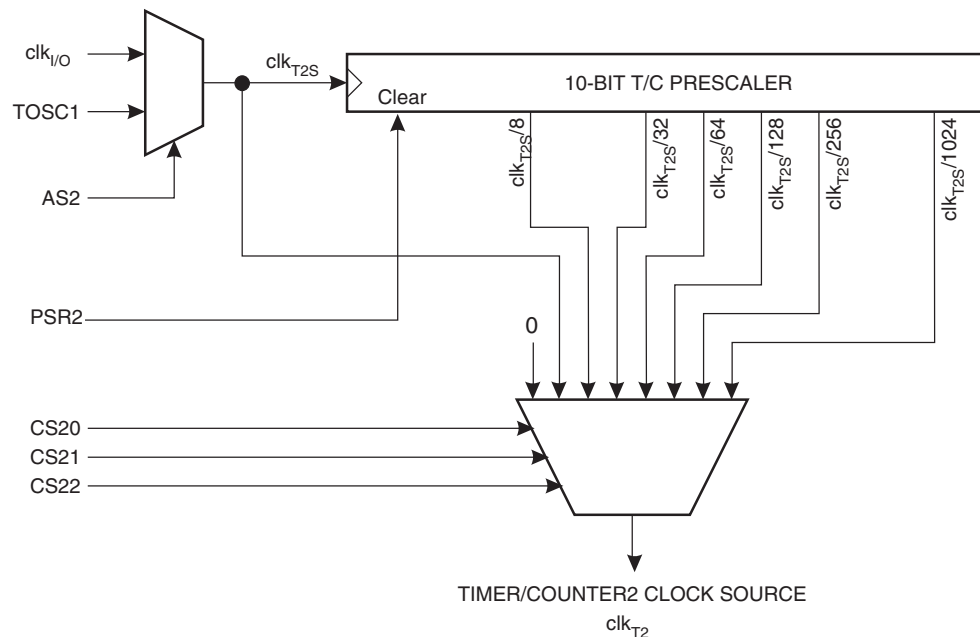 clkI/O
clkT2S
TOSC1
10-BIT T/C PRESCALER
Clear
clkT2S/8
clkT2S/32
clkT2S/64
clkT2S/128
clkT2S/256
clkT2S/1024
AS2
PSR2
0
CS20
CS21
CS22
TIMER/COUNTER2 CLOCK SOURCE
clkT2